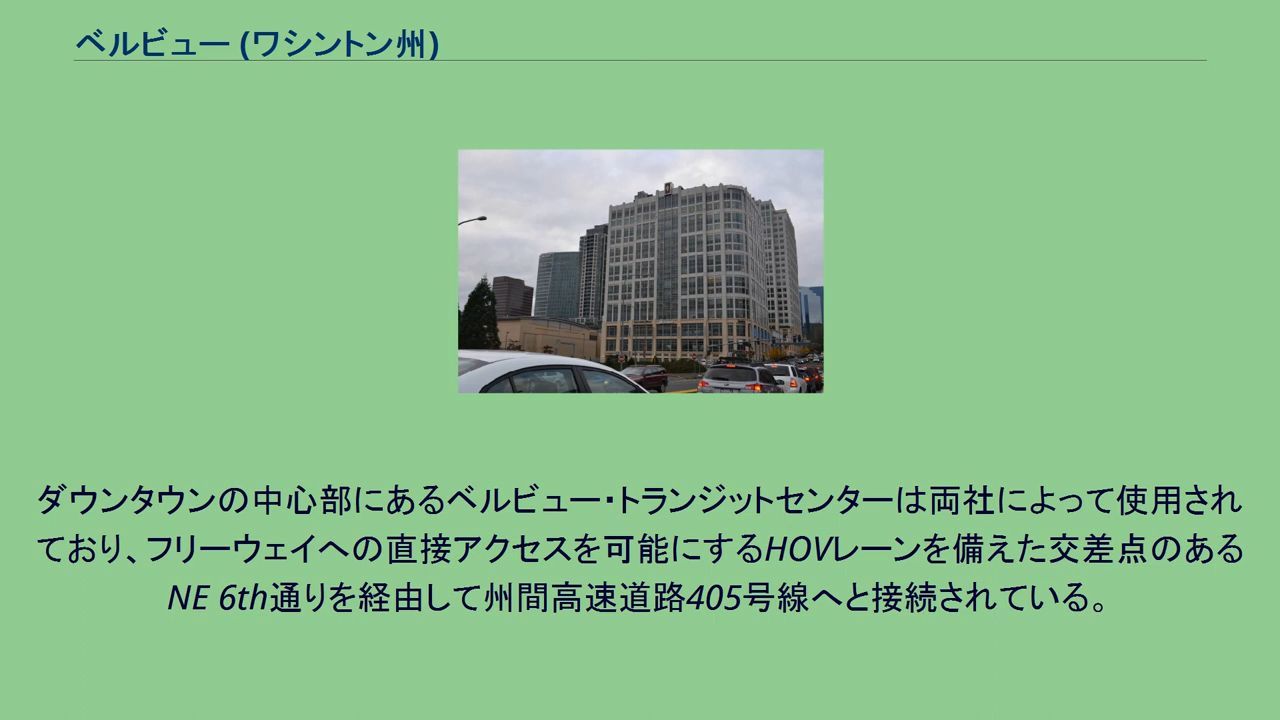 ベルビュー (ワシントン州)
ダウンタウンの中心部にあるベルビュー・トランジットセンターは両社によって使用され
ており、フリーウェイへの直接アクセスを可能にするHOVレーンを備えた交差点のある
NE 6th通りを経由して州間高速道路405号線へと接続されている。